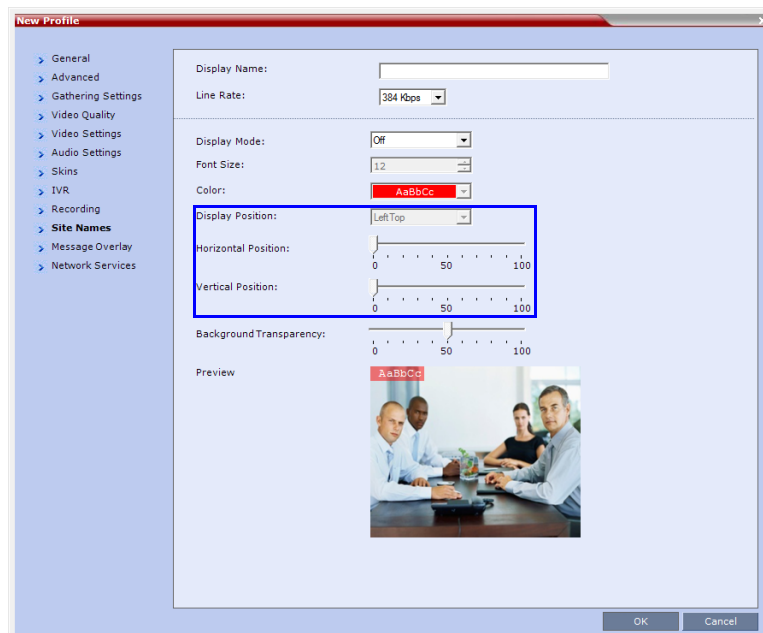 New Profile
General
Advanced
Gathering Settings
Video Quality
Video Settings
Audio Settings
Skins
IVR
Recording
Site Names
Message Overlay
Network Services
Display Name:
Line Rate: 384 Kbps
Display Mode: Off
Font Size: 12
Color: AaBbCc
Display Position: LeftTop
Horizontal Position:
0 50 100
Vertical Position:
0 50 100
Background Transparency:
0 50 100
Preview AaBbCc
OK Cancel